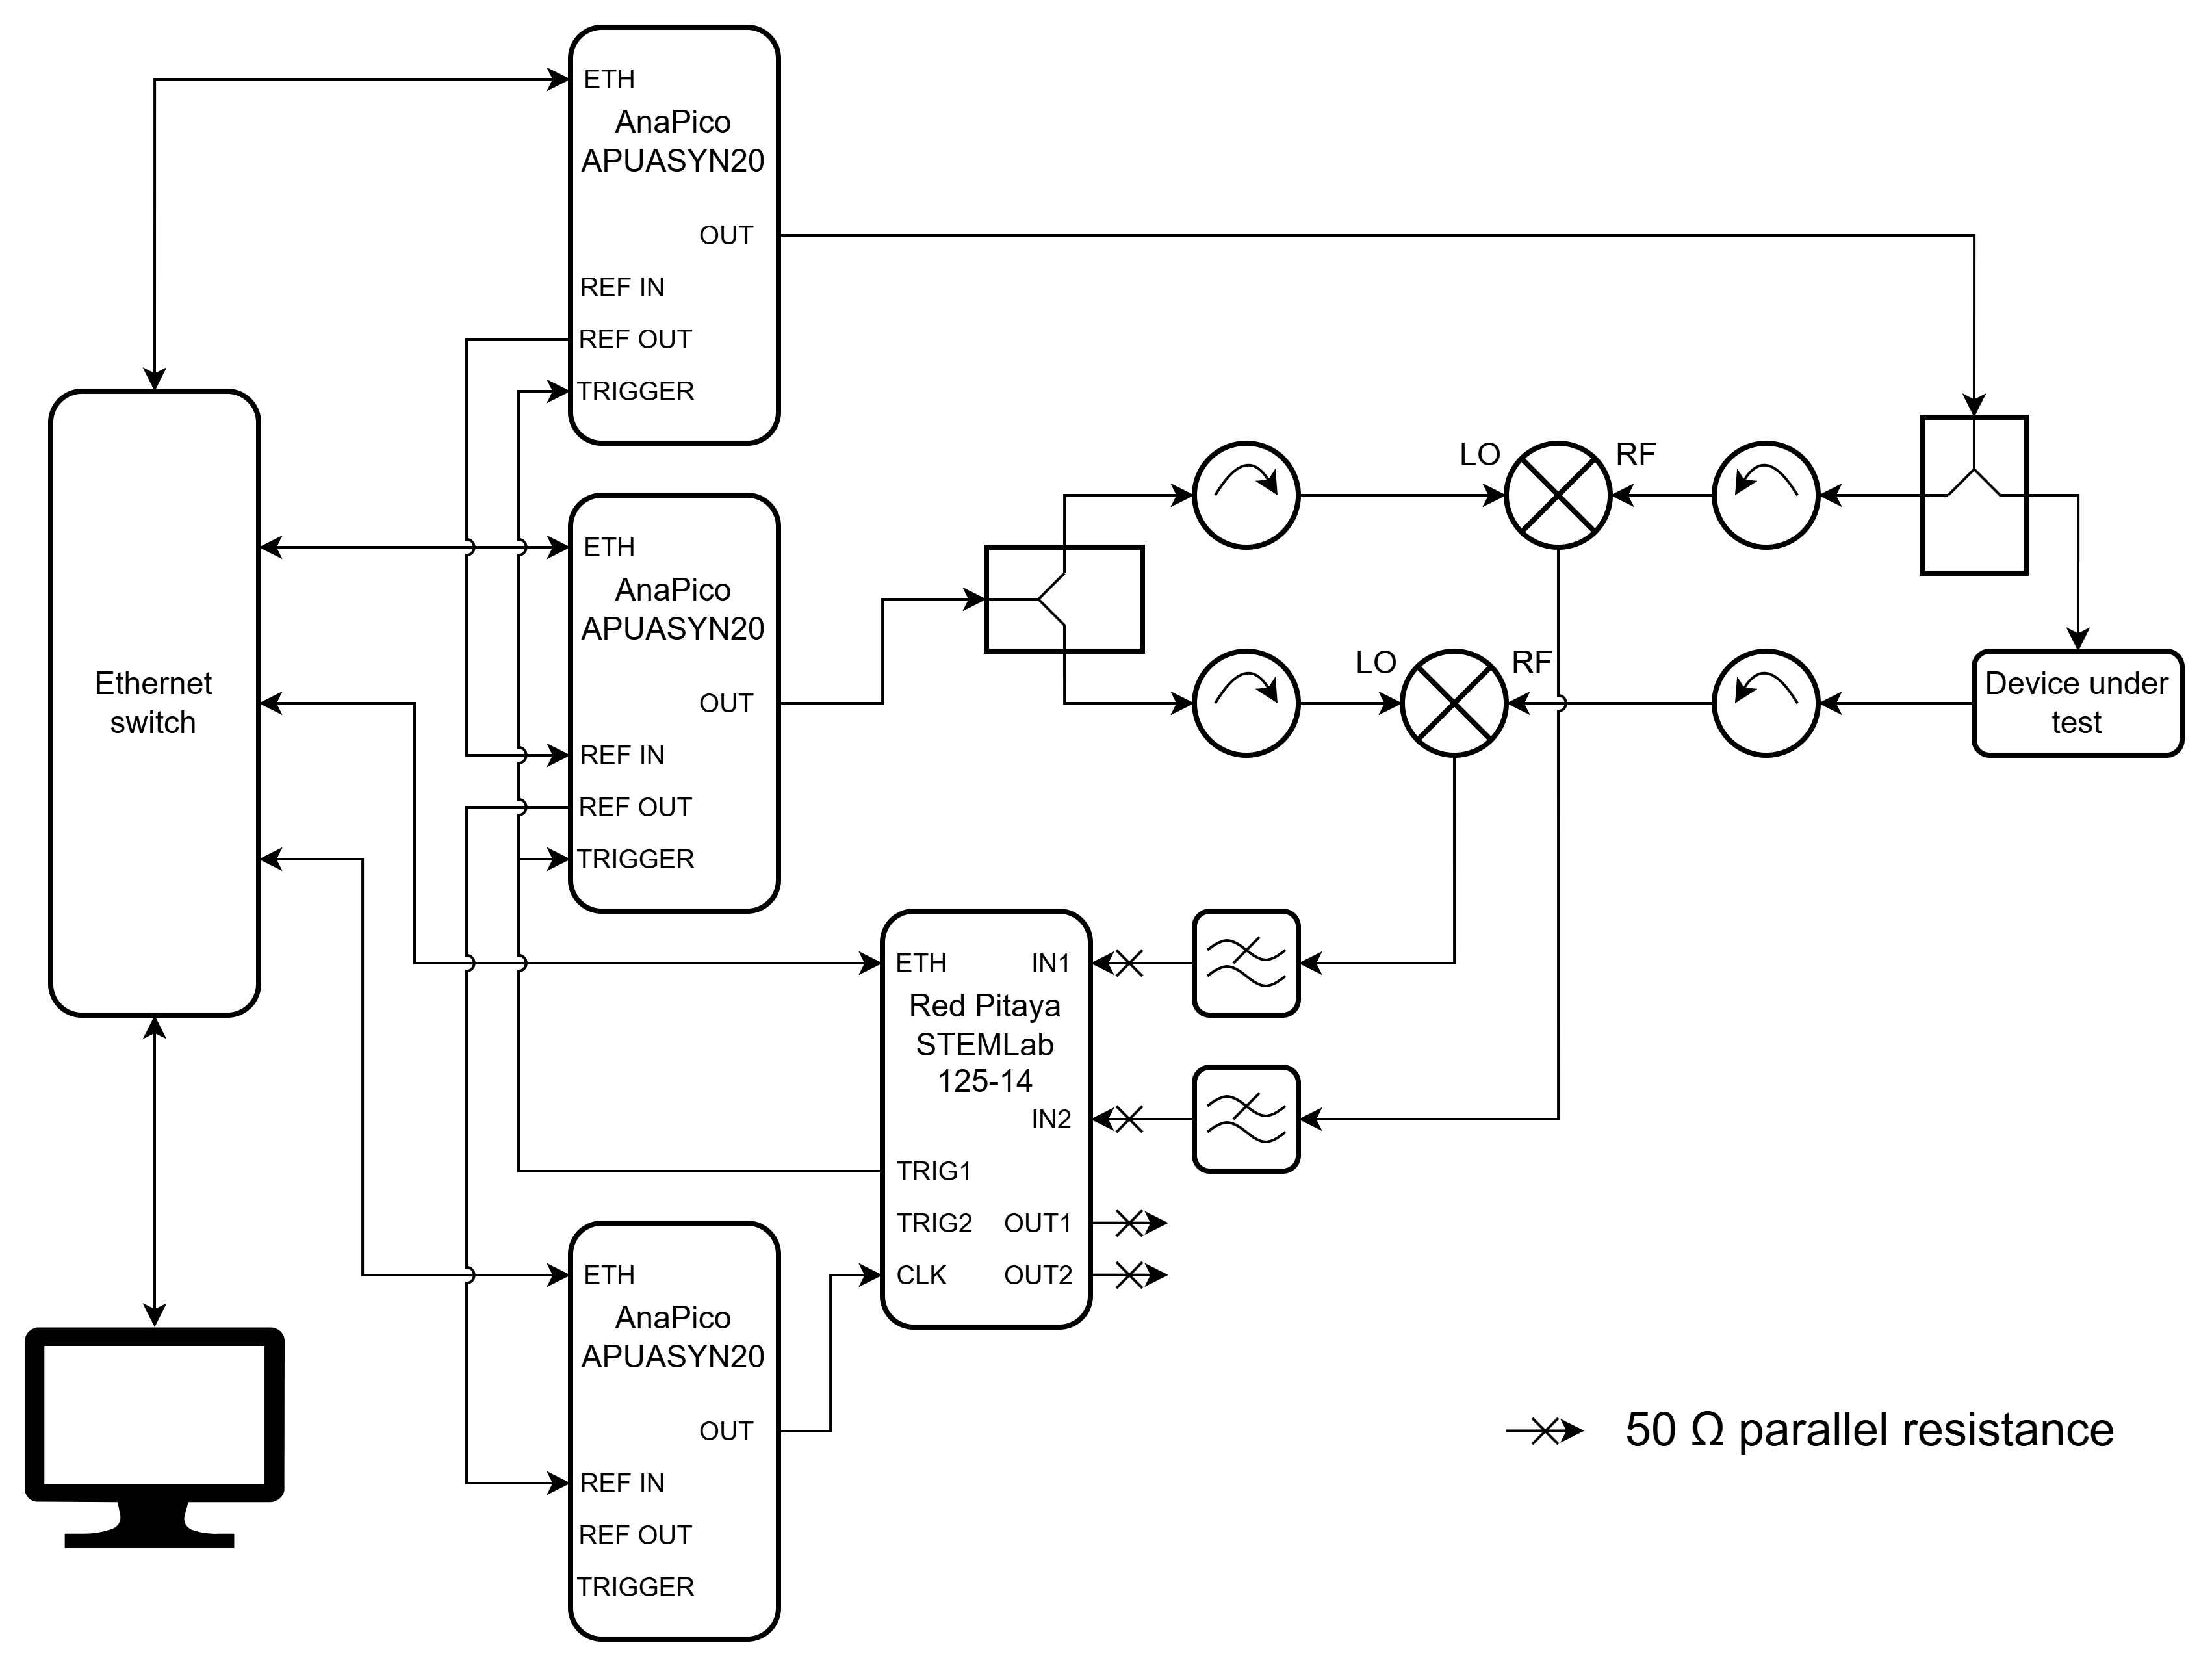 ETH
AnaPico
APUASYN20
OUT
REF IN
REF OUT
TRIGGER
LO
RF
ETH
AnaPico
APUASYN20
OUT
REF IN
REF OUT
TRIGGER
LO
RF
Ethernet
switch
Device under
test
ETH
IN1
Red Pitaya
STEMLab
125-14
IN2
TRIG1
TRIG2
OUT1
CLK
OUT2
ETH
AnaPico
APUASYN20
OUT
REF IN
REF OUT
TRIGGER
50 Ω parallel resistance